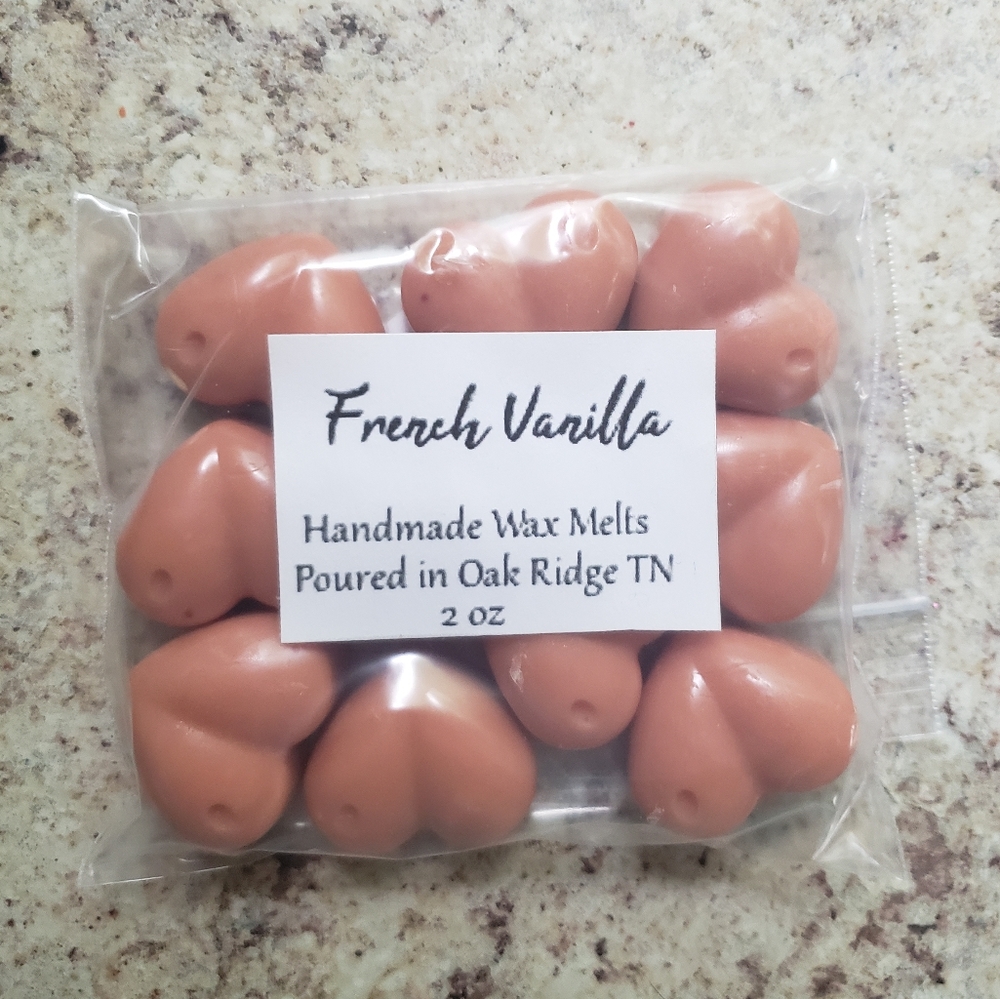 French Vanilla
Handmade Wax Melts
Poured in Oak Ridge TN
2 oz